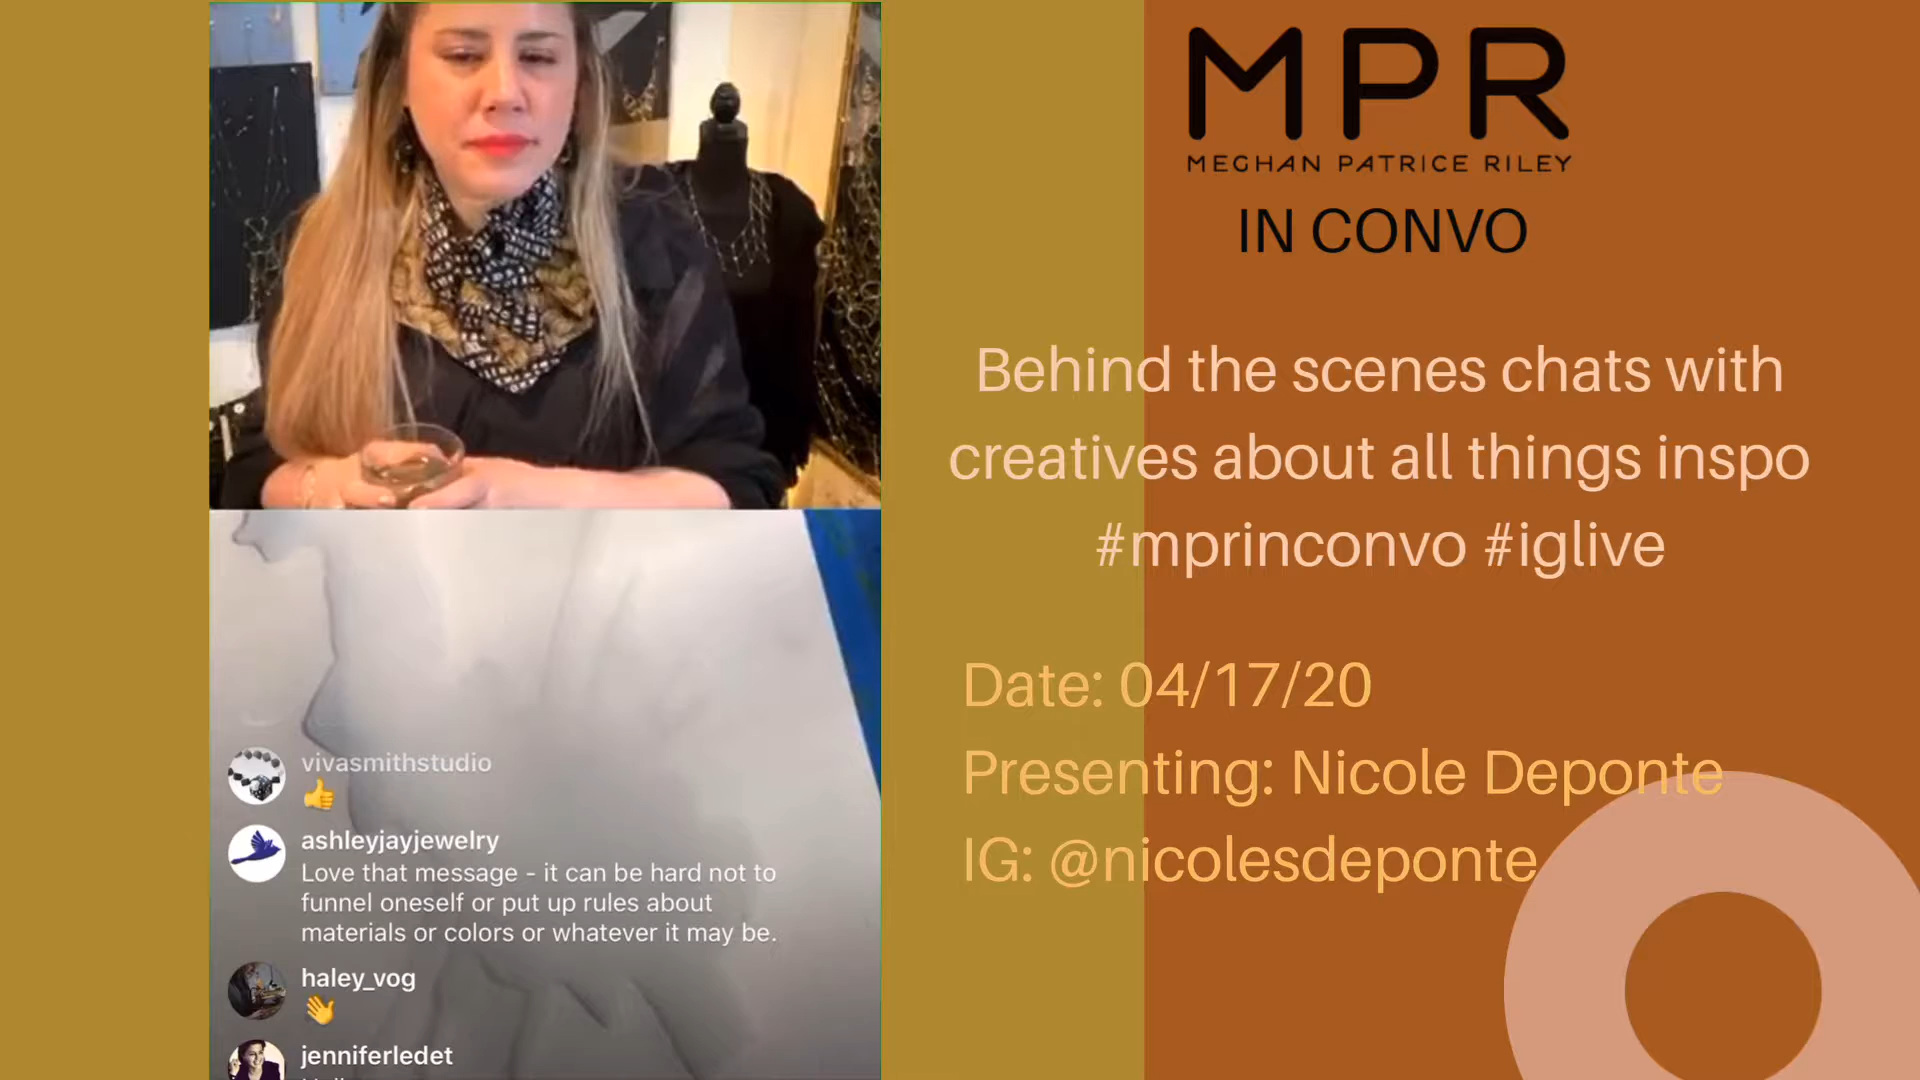 MPR
MEGHAN PATRICE RILEY
IN CONVO
Behind the scenes chats with
creatives about all things inspo
#mprinconvo #iglive
Date: 04/17/20
Presenting: Nicole Deponte
IG: @nicolesdeponte
vivasmithstudio
👍
ashleyjayjewelry
Love that message - it can be hard not to
funnel oneself or put up rules about
materials or colors or whatever it may be.
haley_vog
👋
jenniferledet